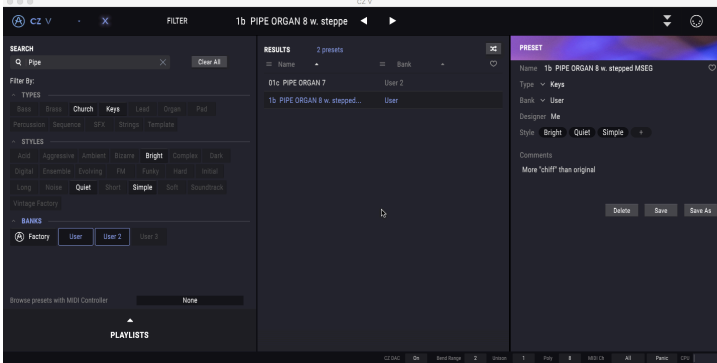 CZ V
CZ V
FILTER
1b PIPE ORGAN 8 w. steppe
SEARCH
Pipe
Clear All
Filter By:
TYPES
Bass Brass Church Keys Lead Organ Pad
Percussion Sequence SFX Strings Template
STYLES
Acid Aggressive Ambient Bizarre Bright Complex Dark
Digital Ensemble Evolving FM Funky Hard Initial
Long Noise Quiet Short Simple Soft Soundtrack
Vintage Factory
BANKS
Factory User User 2 User 3
Browse presets with MIDI Controller None
PLAYLISTS
RESULTS 2 presets
Name Bank
01c PIPE ORGAN 7 User 2
1b PIPE ORGAN 8 w. stepped... User
PRESET
Name 1b PIPE ORGAN 8 w. stepped MSEG
Type Keys
Bank User
Designer Me
Style Bright Quiet Simple +
Comments
More "chiff" than original
Delete Save Save As
CZ DAC On Bend Range 2 Unison 1 Poly 8 MIDI Ch All Panic CPU